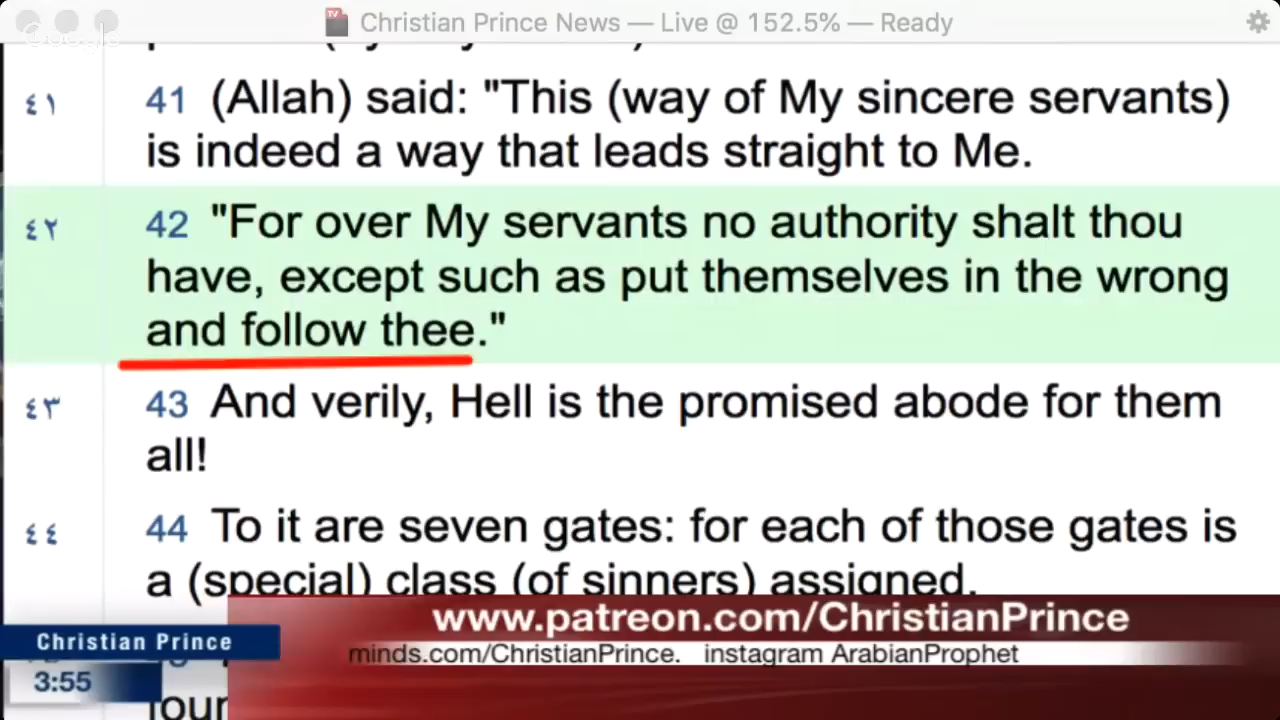 Christian Prince News — Live @ 152.5% — Ready
Google
٤١ 41 (Allah) said: "This (way of My sincere servants)
is indeed a way that leads straight to Me.
٤٢ 42 "For over My servants no authority shalt thou
have, except such as put themselves in the wrong
and follow thee."
٤٣ 43 And verily, Hell is the promised abode for them
all!
٤٤ 44 To it are seven gates: for each of those gates is
a (special) class (of sinners) assigned.
www.patreon.com/ChristianPrince
Christian Prince
minds.com/ChristianPrince. instagram ArabianProphet
3:55